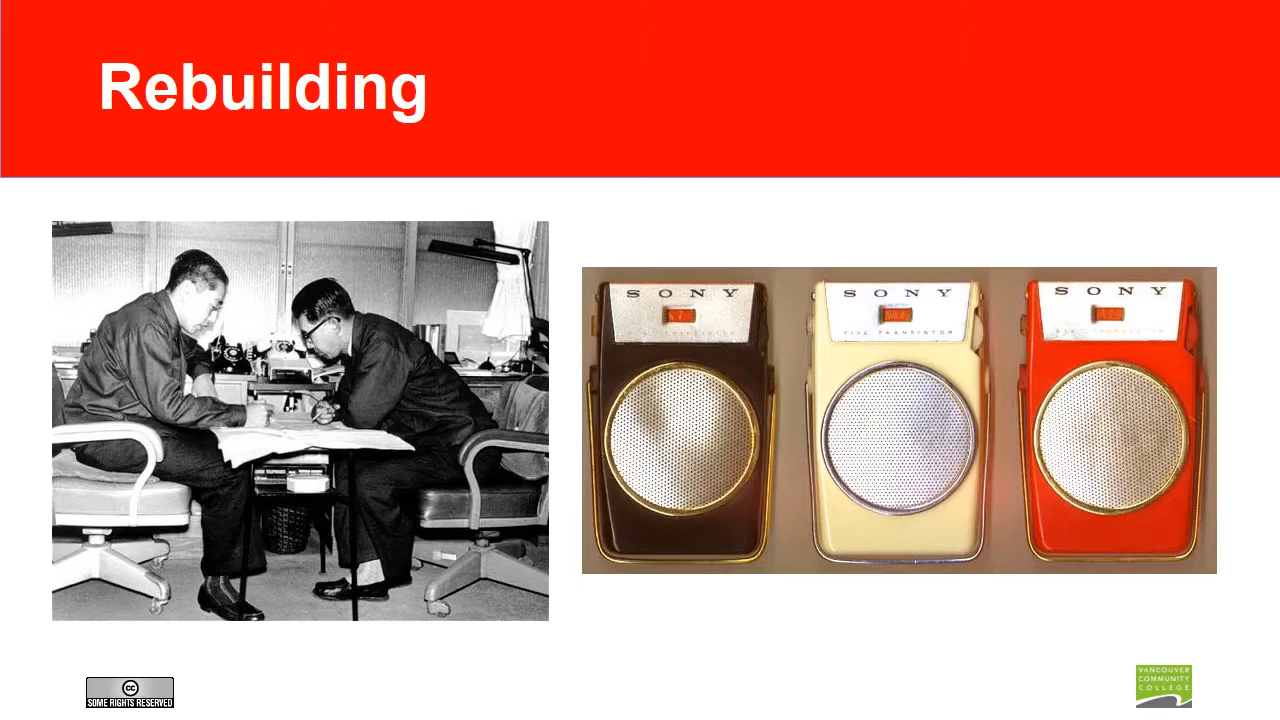 Rebuilding
SONY
SONY
FIVE TRANSISTOR
SONY
SOME RIGHTS RESERVED
VANCOUVER
COMMUNITY
COLLEGE